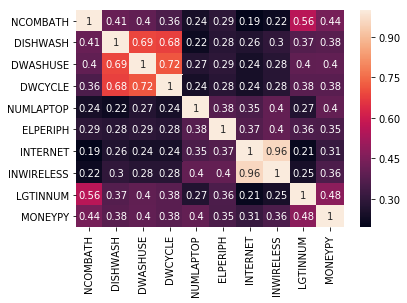 NCOMBATH 1 0.41 0.4 0.36 0.24 0.29 0.19 0.22 0.56 0.44
DISHWASH 0.41 1 0.69 0.68 0.22 0.28 0.26 0.3 0.37 0.38
DWASHUSE 0.4 0.69 1 0.72 0.27 0.29 0.24 0.28 0.4 0.4
DWCYCLE 0.36 0.68 0.72 1 0.24 0.28 0.24 0.28 0.38 0.38
NUMLAPTOP 0.24 0.22 0.27 0.24 1 0.38 0.35 0.4 0.27 0.4
ELPERIPH 0.29 0.28 0.29 0.28 0.38 1 0.37 0.4 0.36 0.35
INTERNET 0.19 0.26 0.24 0.24 0.35 0.37 1 0.96 0.21 0.31
INWIRELESS 0.22 0.3 0.28 0.28 0.4 0.4 0.96 1 0.25 0.36
LGTINNUM 0.56 0.37 0.4 0.38 0.27 0.36 0.21 0.25 1 0.48
MONEYPY 0.44 0.38 0.4 0.38 0.4 0.35 0.31 0.36 0.48 1
NCOMBATH
DISHWASH
DWASHUSE
DWCYCLE
NUMLAPTOP
ELPERIPH
INTERNET
INWIRELESS
LGTINNUM
MONEYPY
0.90
0.75
0.60
0.45
0.30